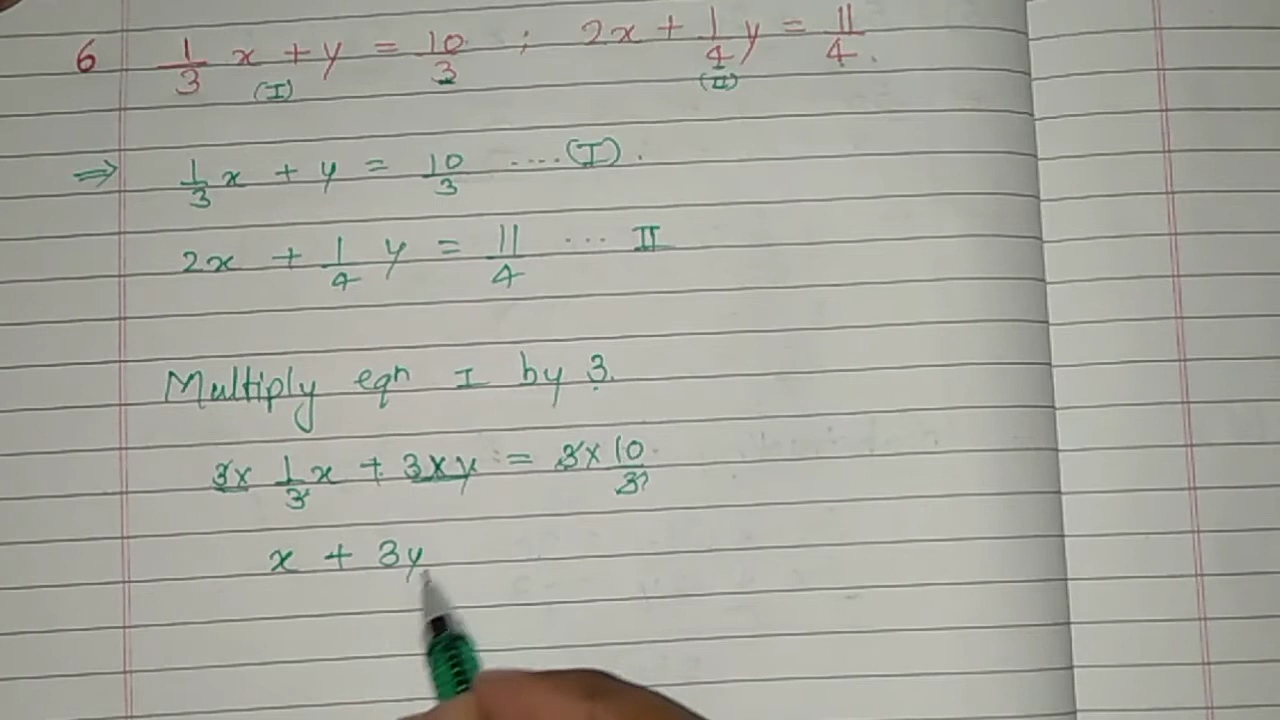 6 1/3 x + y = 10/3 ; 2x + 1/4 y = 11/4.
(I) (II)
⇒ 1/3 x + y = 10/3 ....(I).
2x + 1/4 y = 11/4 ... II
Multiply eqn I by 3.
3x 1/3 x + 3xy = 3x 10/3
x + 3y